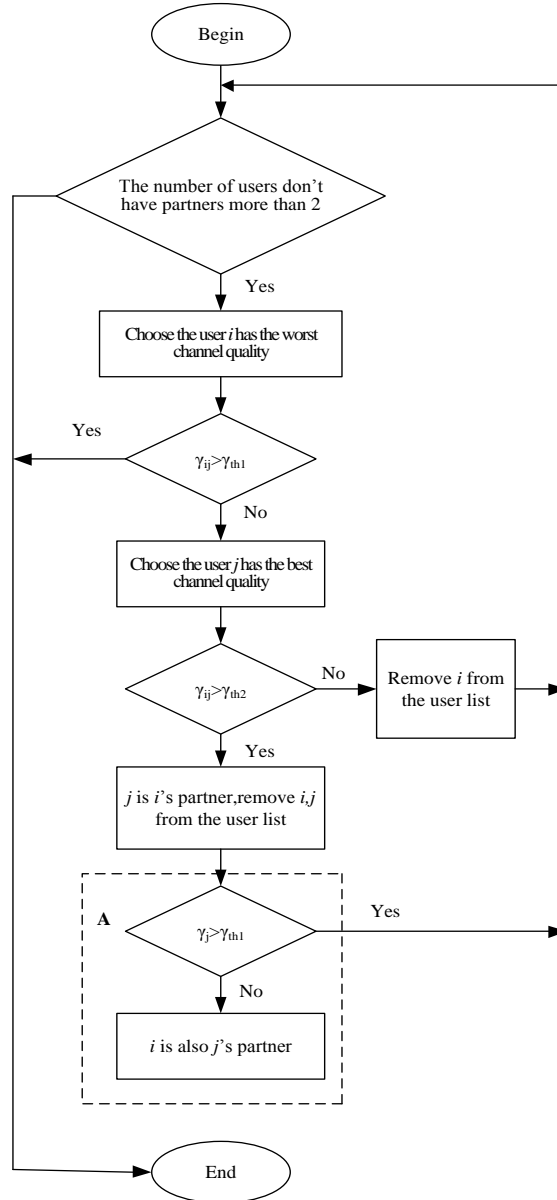 Begin
The number of users don't
have partners more than 2
Yes
Choose the user i has the worst
channel quality
Yes
γij>γth1
No
Choose the user j has the best
channel quality
γij>γth2
No
Remove i from
the user list
Yes
j is i's partner,remove i,j
from the user list
A
γj>γth1
Yes
No
i is also j's partner
End